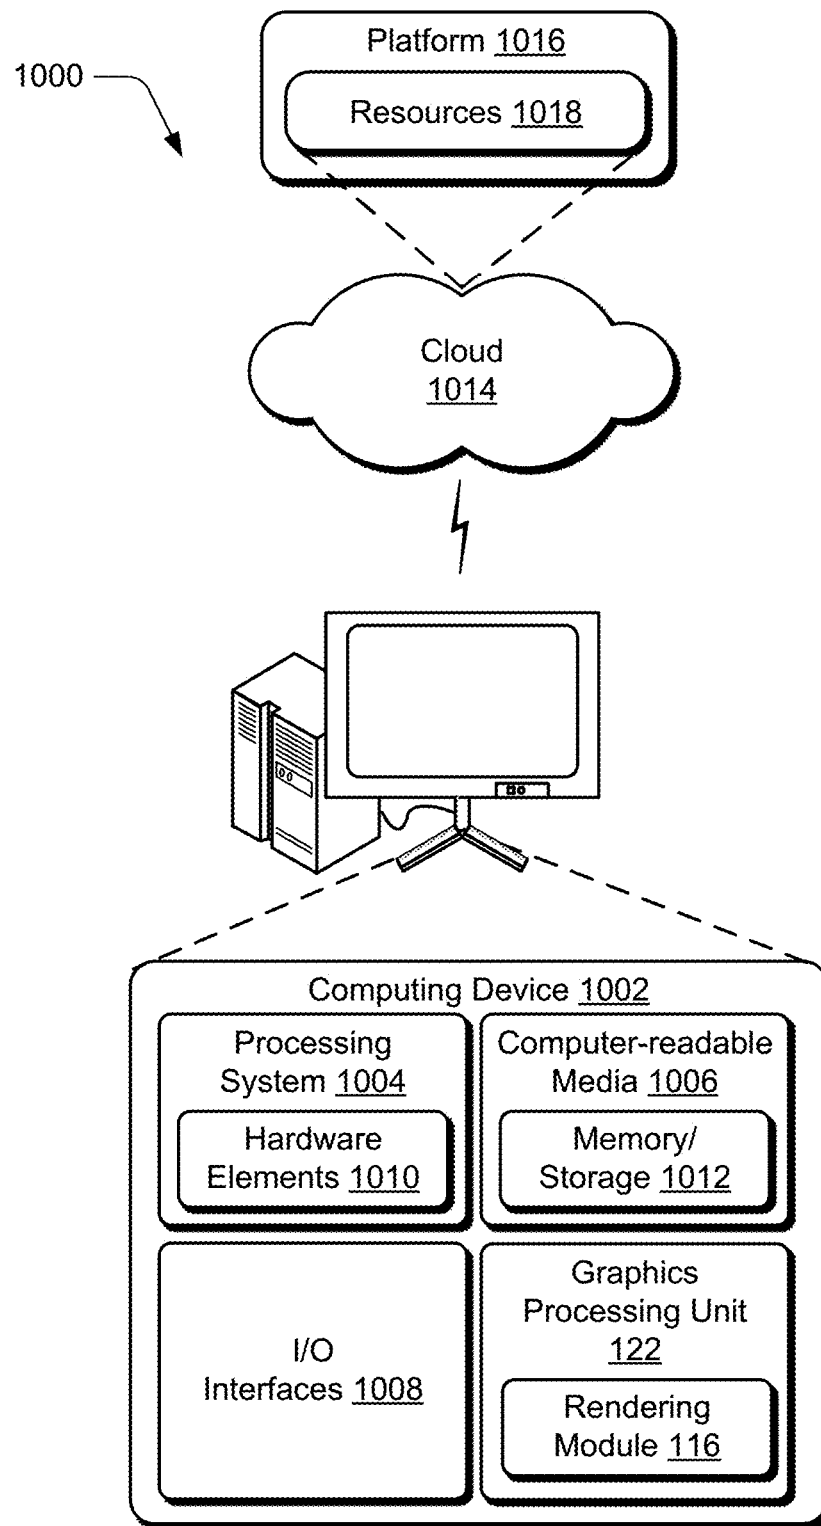 Platform 1016
1000
Resources 1018
Cloud
1014
Computing Device 1002
Processing
System 1004
Hardware
Elements 1010
Computer-readable
Media 1006
Memory/
Storage 1012
I/O
Interfaces 1008
Graphics
Processing Unit
122
Rendering
Module 116